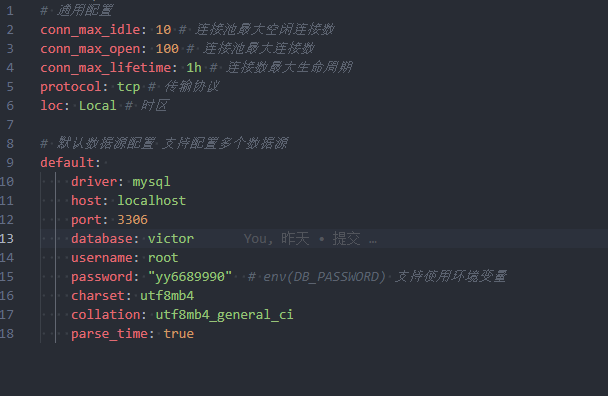 1 # 通用配置
2 conn_max_idle: 10 # 连接池最大空闲连接数
3 conn_max_open: 100 # 连接池最大连接数
4 conn_max_lifetime: 1h # 连接数最大生命周期
5 protocol: tcp # 传输协议
6 loc: Local # 时区
7
8 # 默认数据源配置 支持配置多个数据源
9 default:
10 driver: mysql
11 host: localhost
12 port: 3306
13 database: victor You, 昨天 • 提交 …
14 username: root
15 password: "yy6689990" # env(DB_PASSWORD) 支持使用环境变量
16 charset: utf8mb4
17 collation: utf8mb4_general_ci
18 parse_time: true